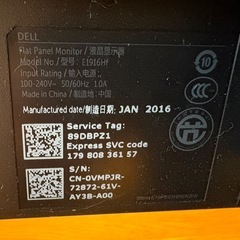 DELL
Flat Panel Monitor / 液晶显示器
Model No. / 型号: E1916Hf
Input Rating / 输入电源:
100-240V~ 50/60Hz 1.0A
Made in China / 中国制造
Manufactured date/制造日期: JAN 2016
Service Tag:
89DBPZ1
Express SVC code
179 808 361 57
S/N:
CN-0VMPJR-
72872-61V-
AY3B-A00